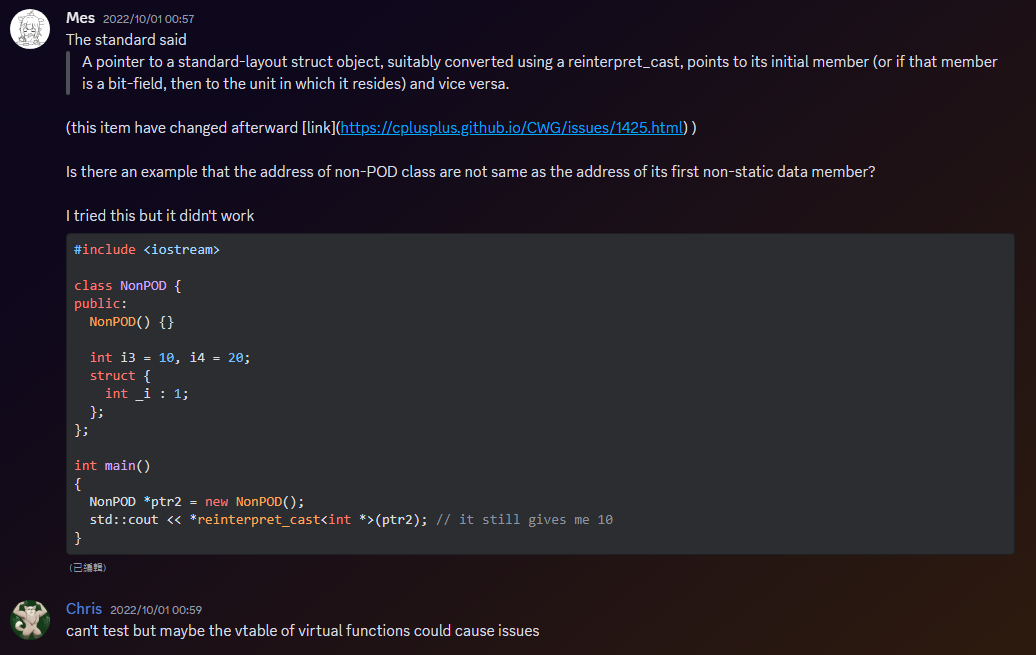 Mes 2022/10/01 00:57
The standard said
A pointer to a standard-layout struct object, suitably converted using a reinterpret_cast, points to its initial member (or if that member
is a bit-field, then to the unit in which it resides) and vice versa.
(this item have changed afterward [link](https://cplusplus.github.io/CWG/issues/1425.html) )
Is there an example that the address of non-POD class are not same as the address of its first non-static data member?
I tried this but it didn't work
#include <iostream>
class NonPOD {
public:
  NonPOD() {}
  int i3 = 10, i4 = 20;
  struct {
    int _i : 1;
  };
};
int main()
{
  NonPOD *ptr2 = new NonPOD();
  std::cout << *reinterpret_cast<int *>(ptr2); // it still gives me 10
}
(已編輯)
Chris 2022/10/01 00:59
can't test but maybe the vtable of virtual functions could cause issues